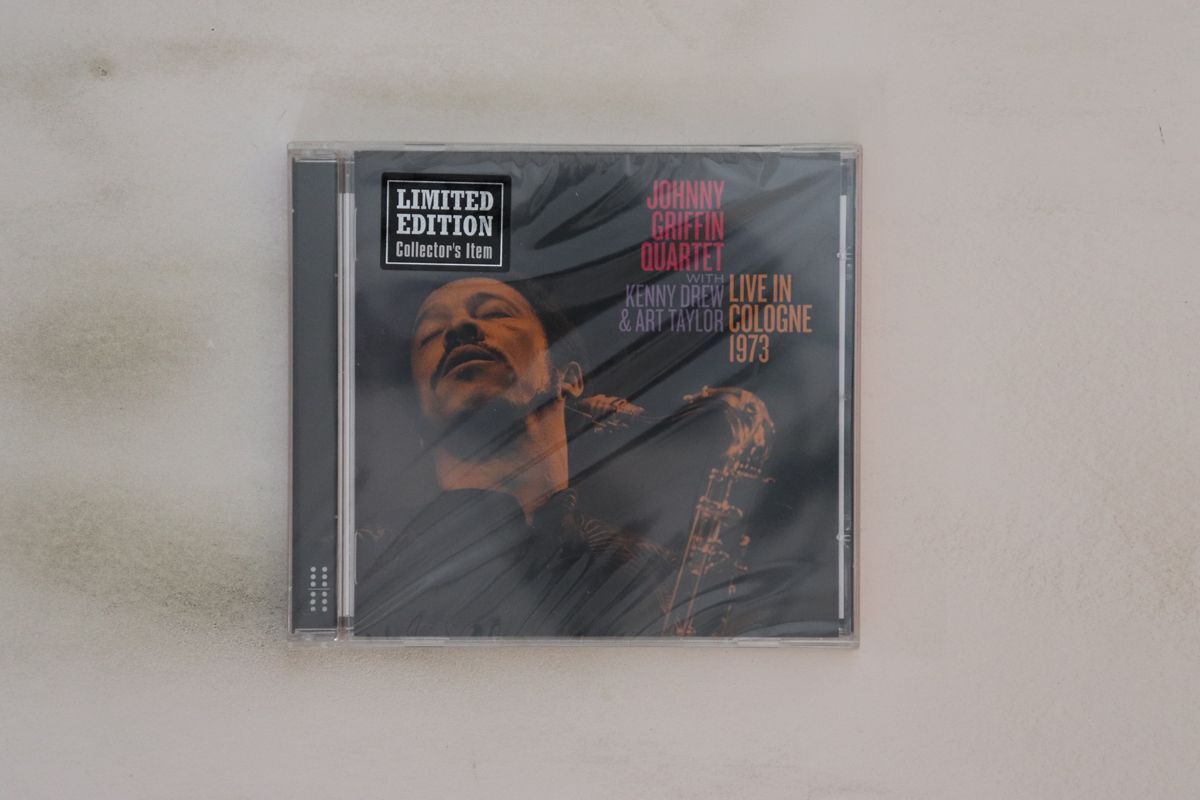 LIMITED
EDITION
Collector's Item
JOHNNY
GRIFFIN
QUARTET
WITH
KENNY DREW
& ART TAYLOR
LIVE IN
COLOGNE
1973